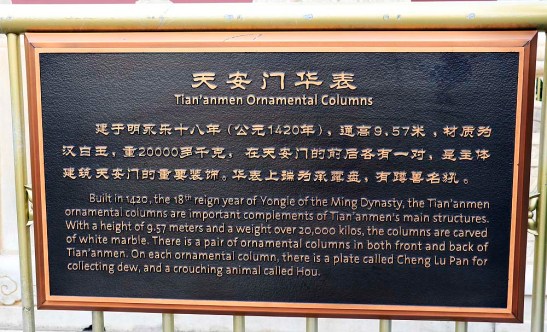 天安门华表
Tian'anmen Ornamental Columns
建于明永乐十八年（公元1420年），通高9.57米，材质为
汉白玉，重20000多千克，在天安门的前后各有一对，是主体
建筑天安门的重要装饰。华表上端为承露盘，有蹲兽名犼。
Built in 1420, the 18th reign year of Yongle of the Ming Dynasty, the Tian'anmen
ornamental columns are important complements of Tian'anmen's main structures.
With a height of 9.57 meters and a weight over 20,000 kilos, the columns are carved
of white marble. There is a pair of ornamental columns in both front and back of
Tian'anmen. On each ornamental column, there is a plate called Cheng Lu Pan for
collecting dew, and a crouching animal called Hou.